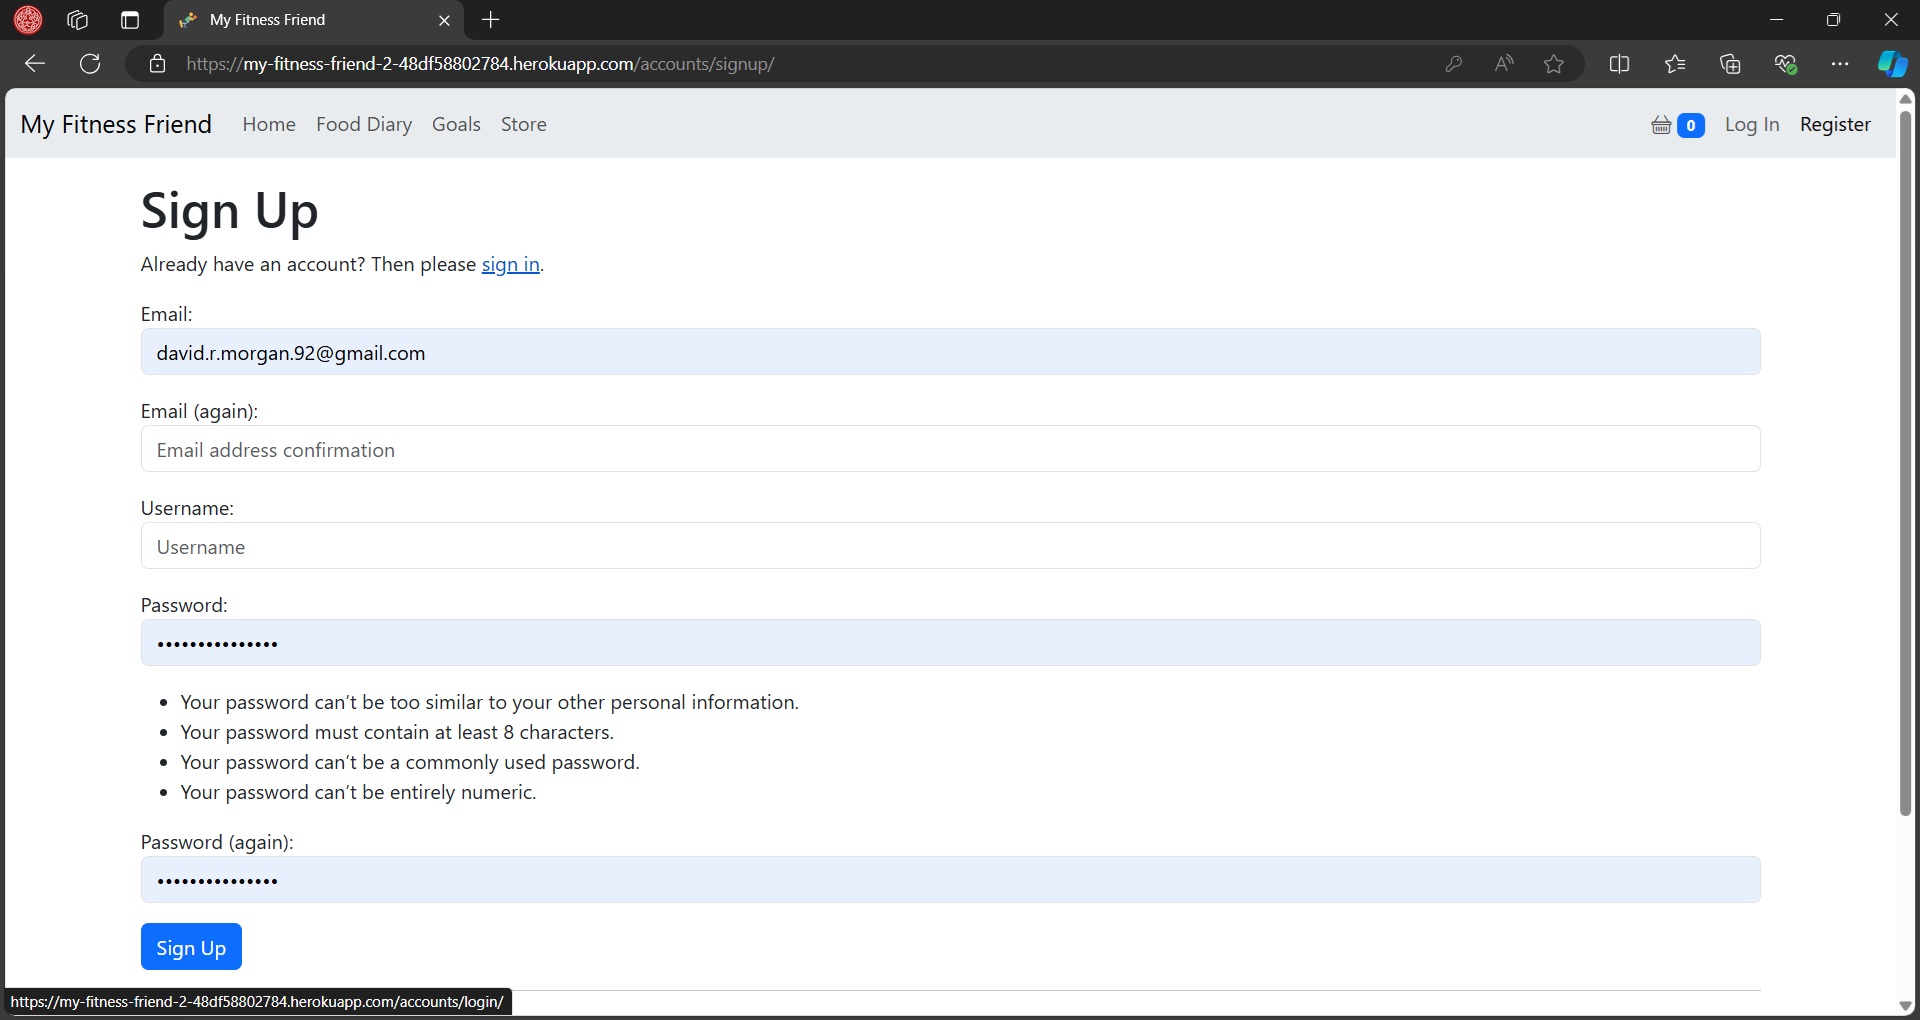 My Fitness Friend
https://my-fitness-friend-2-48df58802784.herokuapp.com/accounts/signup/
My Fitness Friend Home Food Diary Goals Store 0 Log In Register
Sign Up
Already have an account? Then please sign in.
Email:
david.r.morgan.92@gmail.com
Email (again):
Email address confirmation
Username:
Username
Password:
•••••••••••••••
• Your password can't be too similar to your other personal information.
• Your password must contain at least 8 characters.
• Your password can't be a commonly used password.
• Your password can't be entirely numeric.
Password (again):
•••••••••••••••
Sign Up
https://my-fitness-friend-2-48df58802784.herokuapp.com/accounts/login/